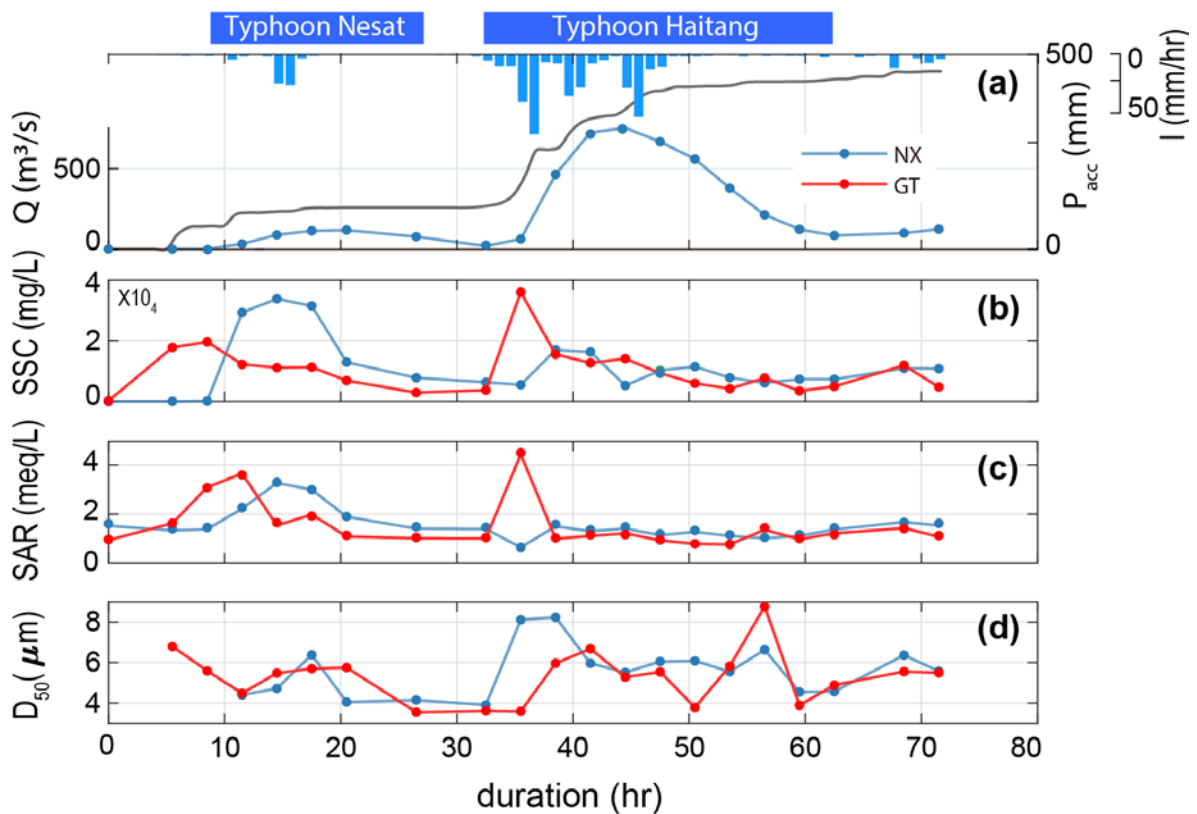 Typhoon Nesat Typhoon Haitang
(a)
Q (m³/s)
500
0
500
0
P_acc (mm)
0
50
I (mm/hr)
NX
GT
SSC (mg/L)
X10_4
4
2
0
(b)
SAR (meq/L)
4
2
0
(c)
D_50 (μm)
8
6
4
(d)
0 10 20 30 40 50 60 70 80
duration (hr)